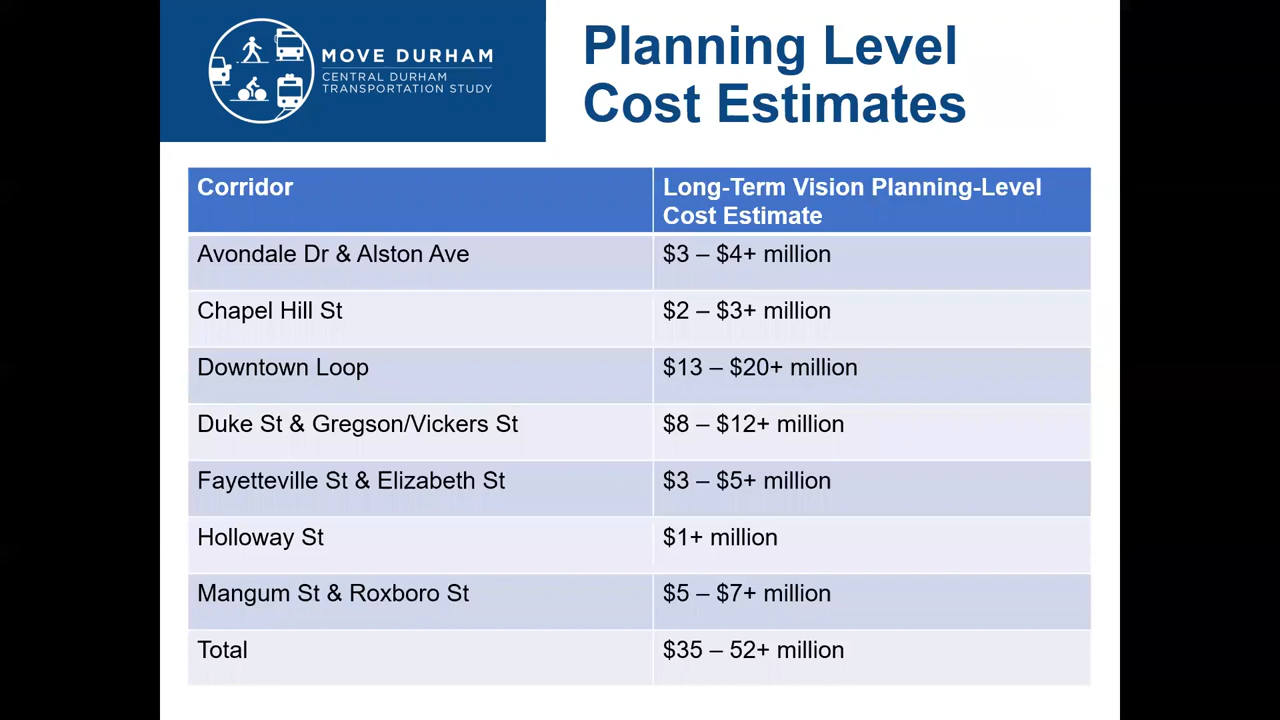 MOVE DURHAM
CENTRAL DURHAM
TRANSPORTATION STUDY
Planning Level
Cost Estimates
Corridor
Long-Term Vision Planning-Level
Cost Estimate
Avondale Dr & Alston Ave
$3 – $4+ million
Chapel Hill St
$2 – $3+ million
Downtown Loop
$13 – $20+ million
Duke St & Gregson/Vickers St
$8 – $12+ million
Fayetteville St & Elizabeth St
$3 – $5+ million
Holloway St
$1+ million
Mangum St & Roxboro St
$5 – $7+ million
Total
$35 – 52+ million